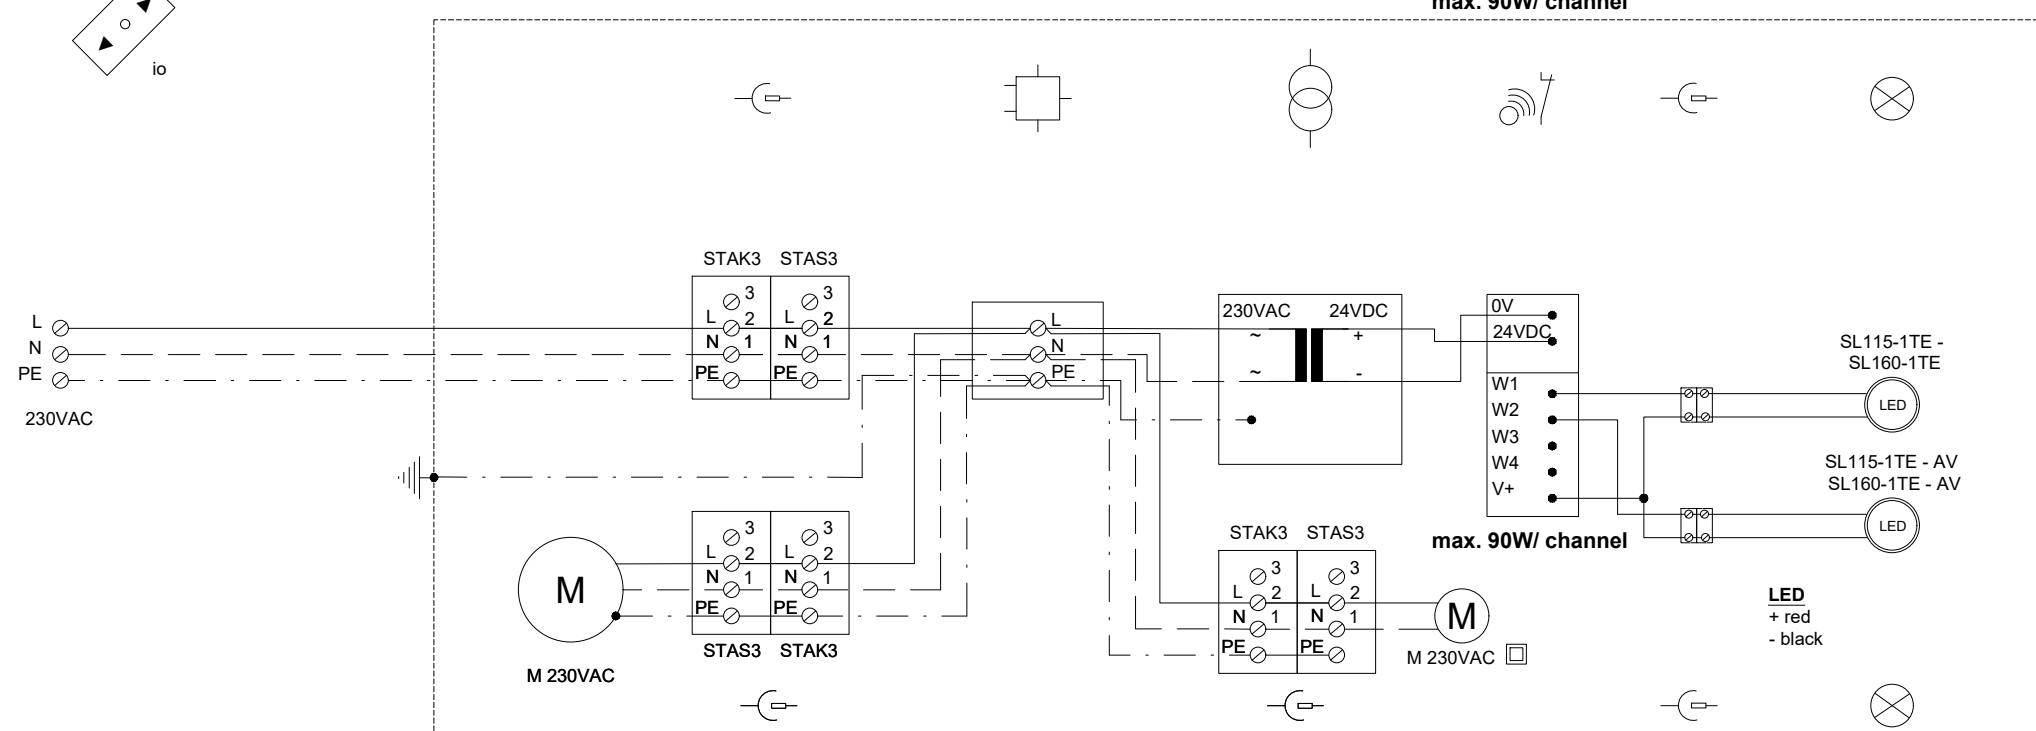 max. 90W/ channel
io
STAK3 STAS3
3 3
L 2 L 2
N 1 N 1
PE PE
L
N
PE
230VAC
L
N
PE
230VAC 24VDC
~ +
~ -
0V
24VDC
W1
W2
W3
W4
V+
max. 90W/ channel
SL115-1TE -
SL160-1TE
LED
SL115-1TE - AV
SL160-1TE - AV
LED
3 3
L 2 L 2
N 1 N 1
PE PE
STAS3 STAK3
M
M 230VAC
STAK3 STAS3
3 3
L 2 L 2
N 1 N 1
PE PE
M
M 230VAC
LED
+ red
- black